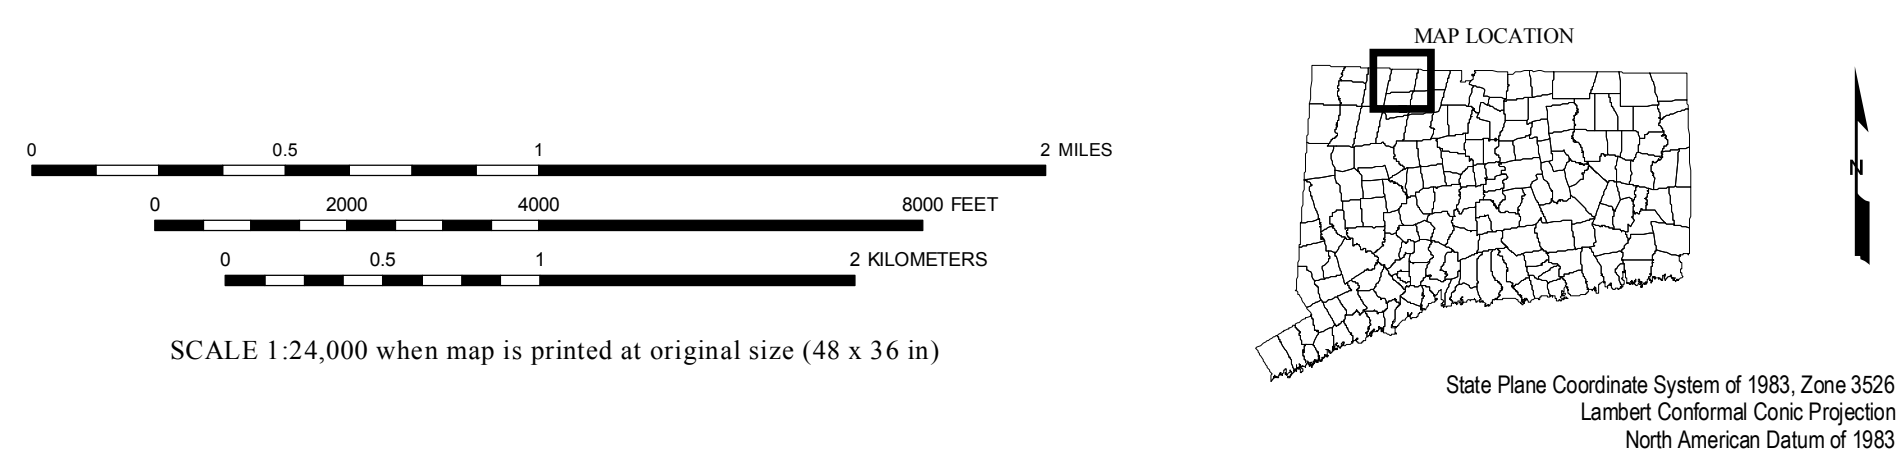 0 0.5 1 2 MILES
0 2000 4000 8000 FEET
0 0.5 1 2 KILOMETERS
SCALE 1:24,000 when map is printed at original size (48 x 36 in)
MAP LOCATION
N
State Plane Coordinate System of 1983, Zone 3526
Lambert Conformal Conic Projection
North American Datum of 1983